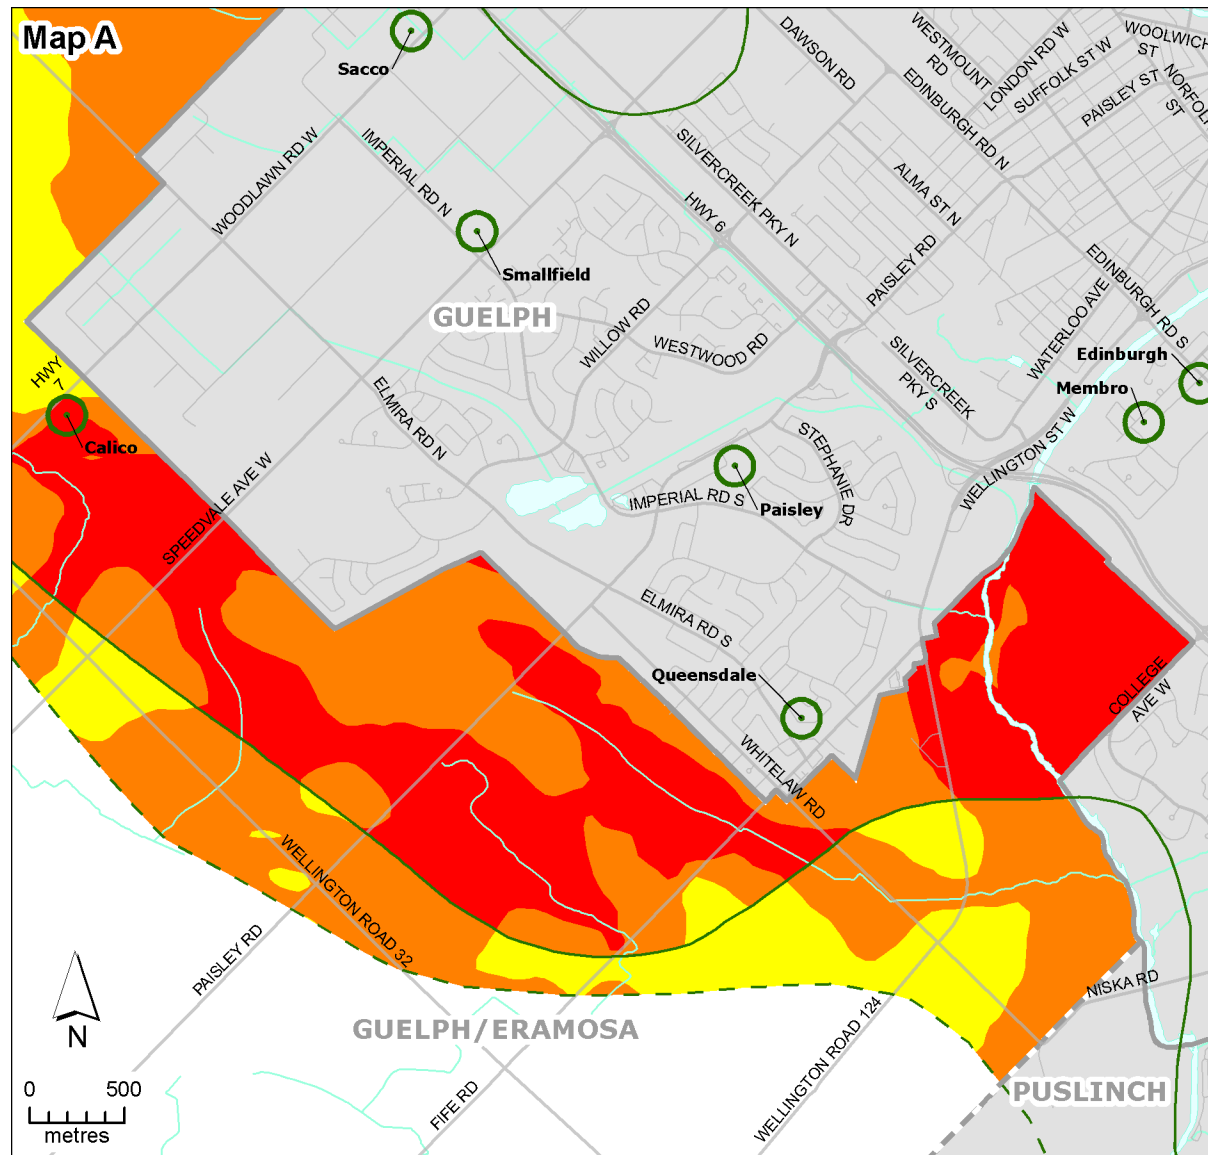 Map A
Sacco
DAWSON RD
WESTMOUNT
RD
LONDON RD W
SUFFOLK ST W
WOOLWICH
ST
PAISLEY ST
NORFOLK
ST
EDINBURGH RD N
WOODLAWN RD W
IMPERIAL RD N
SILVERCREEK PKY N
ALMA ST N
HWY 6
PAISLEY RD
Smallfield
GUELPH
WILLOW RD
WESTWOOD RD
WATERLOO AVE
EDINBURGH RD S
Edinburgh
Membro
SILVERCREEK
PKY S
HWY
7
Calico
ELMIRA RD N
STEPHANIE DR
WELLINGTON ST W
SPEEDVALE AVE W
IMPERIAL RD S
Paisley
ELMIRA RD S
Queensdale
COLLEGE
AVE W
WHITELAW RD
WELLINGTON ROAD 32
PAISLEY RD
NISKA RD
N
GUELPH/ERAMOSA
WELLINGTON ROAD 124
FIFE RD
PUSLINCH
0 500
metres